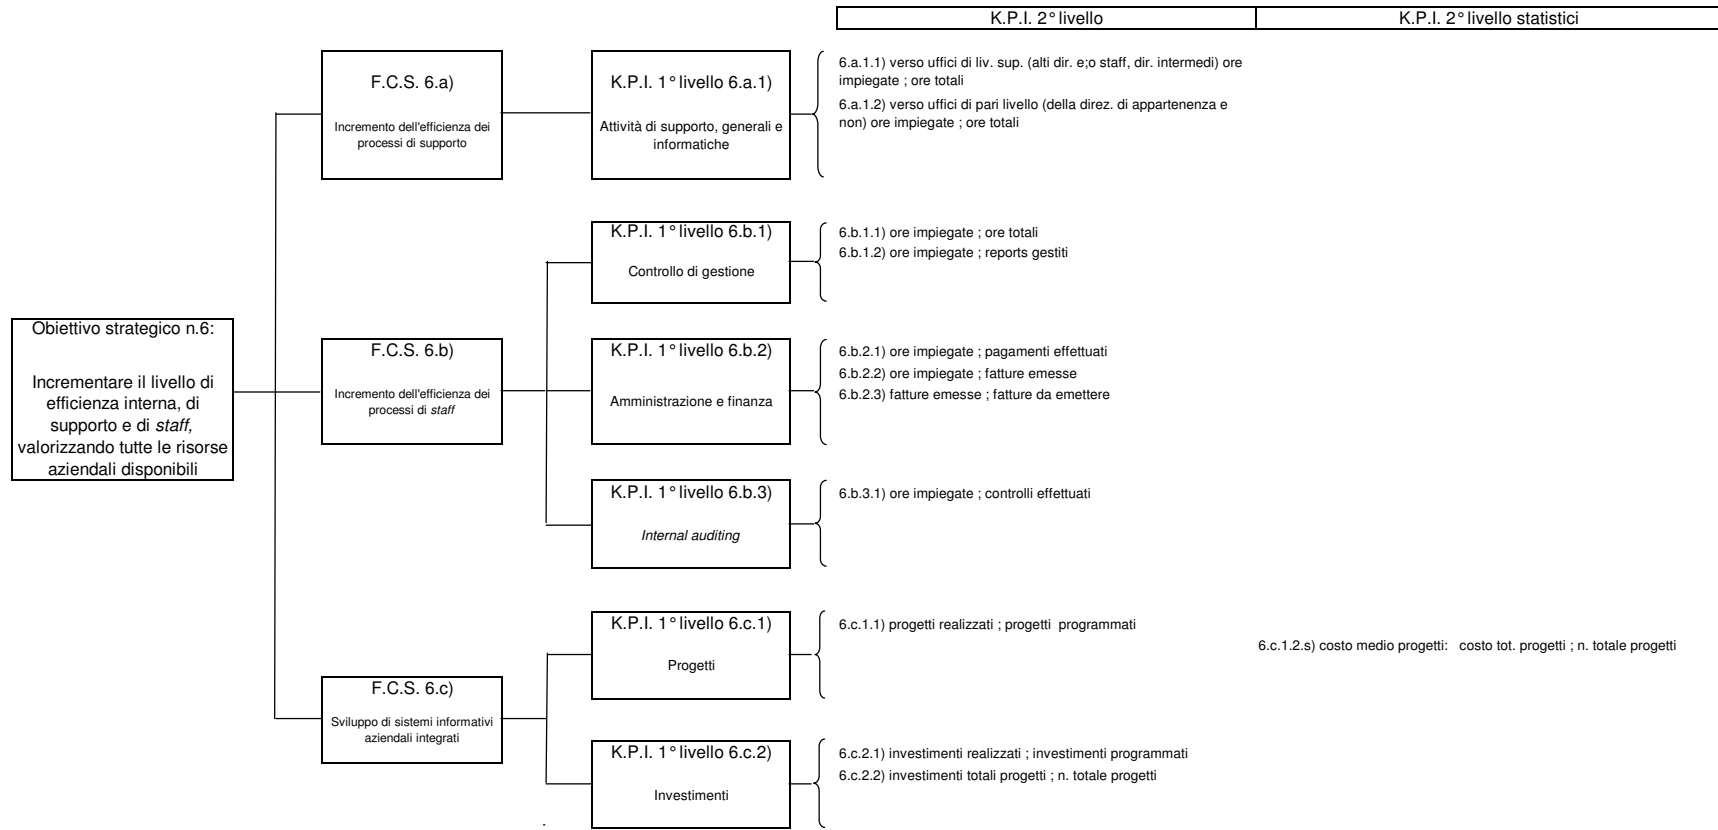 K.P.I. 2° livello
K.P.I. 2° livello statistici
Obiettivo strategico n.6:
Incrementare il livello di
efficienza interna, di
supporto e di staff,
valorizzando tutte le risorse
aziendali disponibili
F.C.S. 6.a)
Incremento dell'efficienza dei
processi di supporto
K.P.I. 1° livello 6.a.1)
Attività di supporto, generali e
informatiche
6.a.1.1) verso uffici di liv. sup. (alti dir. e;o staff, dir. intermedi) ore
impiegate ; ore totali
6.a.1.2) verso uffici di pari livello (della direz. di appartenenza e
non) ore impiegate ; ore totali
F.C.S. 6.b)
Incremento dell'efficienza dei
processi di staff
K.P.I. 1° livello 6.b.1)
Controllo di gestione
6.b.1.1) ore impiegate ; ore totali
6.b.1.2) ore impiegate ; reports gestiti
K.P.I. 1° livello 6.b.2)
Amministrazione e finanza
6.b.2.1) ore impiegate ; pagamenti effettuati
6.b.2.2) ore impiegate ; fatture emesse
6.b.2.3) fatture emesse ; fatture da emettere
K.P.I. 1° livello 6.b.3)
Internal auditing
6.b.3.1) ore impiegate ; controlli effettuati
F.C.S. 6.c)
Sviluppo di sistemi informativi
aziendali integrati
K.P.I. 1° livello 6.c.1)
Progetti
6.c.1.1) progetti realizzati ; progetti programmati
6.c.1.2.s) costo medio progetti: costo tot. progetti ; n. totale progetti
K.P.I. 1° livello 6.c.2)
Investimenti
6.c.2.1) investimenti realizzati ; investimenti programmati
6.c.2.2) investimenti totali progetti ; n. totale progetti